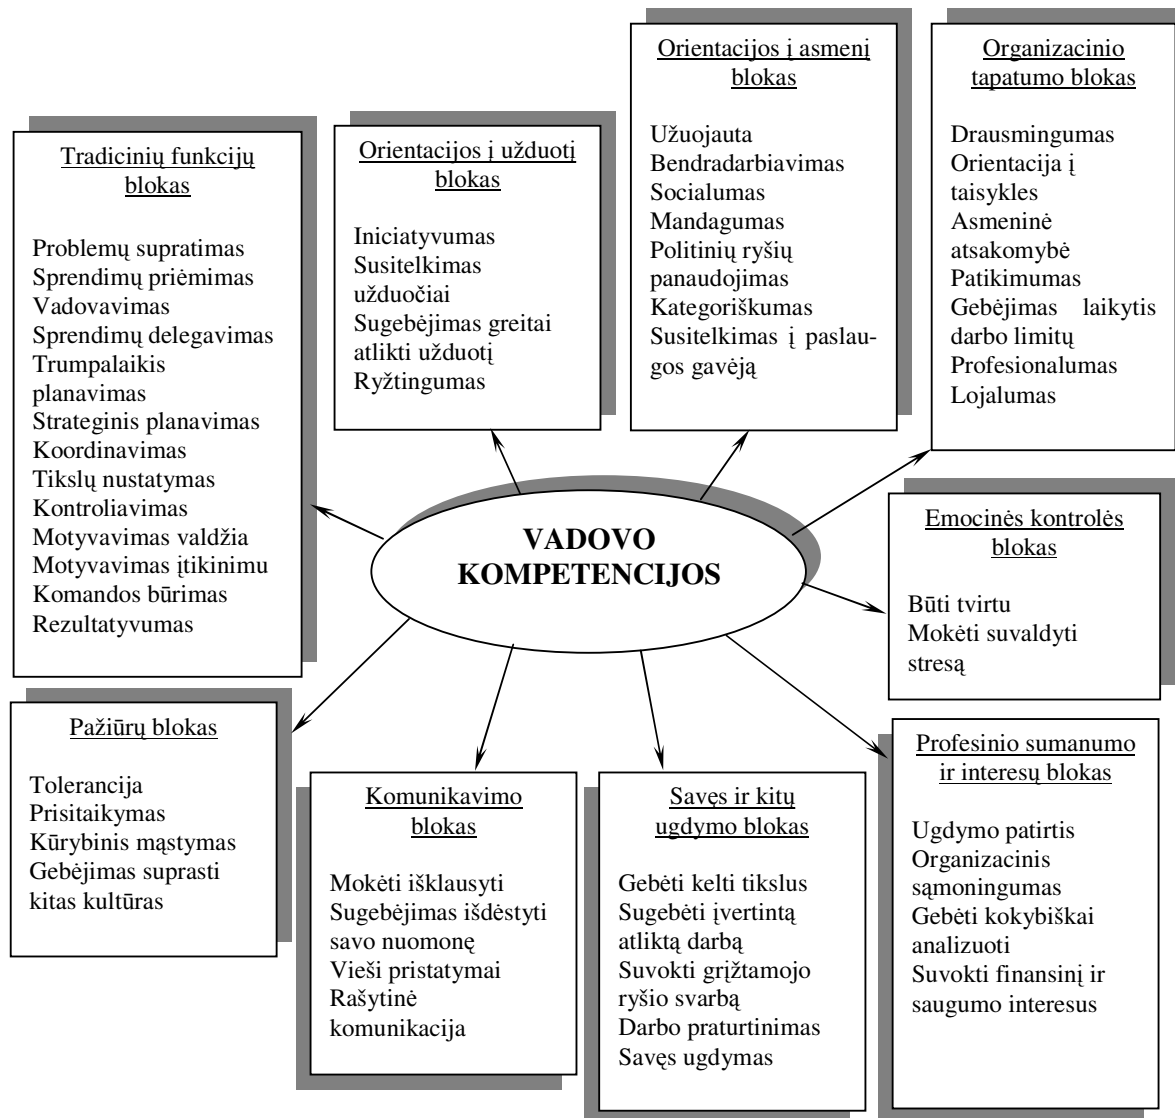 Orientacijos į asmenį
blokas
Užuojauta
Bendradarbiavimas
Socialumas
Mandagumas
Politinių ryšių
panaudojimas
Kategoriškumas
Susitelkimas į paslau-
gos gavėją
Organizacinio
tapatumo blokas
Drausmingumas
Orientacija į
taisykles
Asmeninė
atsakomybė
Patikimumas
Gebėjimas laikytis
darbo limitų
Profesionalumas
Lojalumas
Tradicinių funkcijų
blokas
Problemų supratimas
Sprendimų priėmimas
Vadovavimas
Sprendimų delegavimas
Trumpalaikis
planavimas
Strateginis planavimas
Koordinavimas
Tikslų nustatymas
Kontroliavimas
Motyvavimas valdžia
Motyvavimas įtikinimu
Komandos būrimas
Rezultatyvumas
Orientacijos į užduotį
blokas
Iniciatyvumas
Susitelkimas
užduočiai
Sugebėjimas greitai
atlikti užduotį
Ryžtingumas
VADOVO
KOMPETENCIJOS
Emocinės kontrolės
blokas
Būti tvirtu
Mokėti suvaldyti
stresą
Pažiūrų blokas
Tolerancija
Prisitaikymas
Kūrybinis mąstymas
Gebėjimas suprasti
kitas kultūras
Komunikavimo
blokas
Mokėti išklausyti
Sugebėjimas išdėstyti
savo nuomonę
Vieši pristatymai
Rašytinė
komunikacija
Savęs ir kitų
ugdymo blokas
Gebėti kelti tikslus
Sugebėti įvertintą
atliktą darbą
Suvokti grįžtamojo
ryšio svarbą
Darbo praturtinimas
Savęs ugdymas
Profesinio sumanumo
ir interesų blokas
Ugdymo patirtis
Organizacinis
sąmoningumas
Gebėti kokybiškai
analizuoti
Suvokti finansinį ir
saugumo interesus